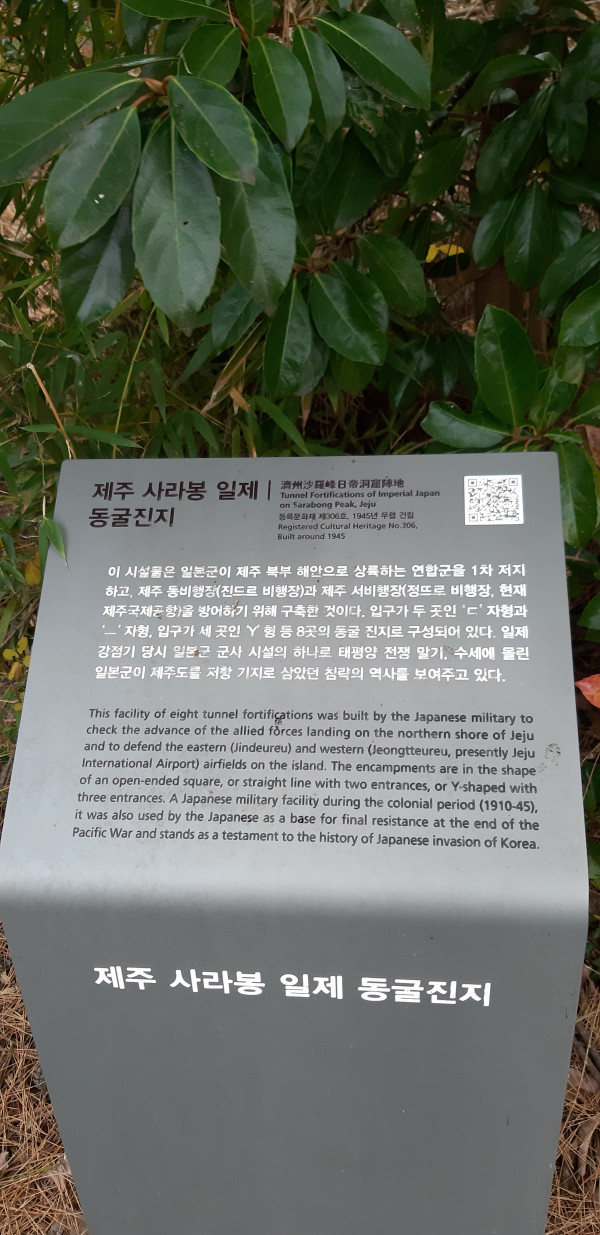 제주 사라봉 일제
동굴진지
濟州沙羅峰日帝洞窟陣地
Tunnel Fortifications of Imperial Japan
on Sarabong Peak, Jeju
등록문화재 제306호, 1945년 무렵 건립
Registered Cultural Heritage No.306,
Built around 1945
이 시설물은 일본군이 제주 북부 해안으로 상륙하는 연합군을 1차 저지
하고, 제주 동비행장(진드르 비행장)과 제주 서비행장(정뜨르 비행장, 현재
제주국제공항)을 방어하기 위해 구축한 것이다. 입구가 두 곳인 ‘ㄷ’ 자형과
‘ㅡ’ 자형, 입구가 세 곳인 ‘Y’ 형 등 8곳의 동굴 진지로 구성되어 있다. 일제
강점기 당시 일본군 군사 시설의 하나로 태평양 전쟁 말기, 수세에 몰린
일본군이 제주도를 저항 기지로 삼았던 침략의 역사를 보여주고 있다.
This facility of eight tunnel fortifications was built by the Japanese military to
check the advance of the allied forces landing on the northern shore of Jeju
and to defend the eastern (Jindeureu) and western (Jeongtteureu, presently Jeju
International Airport) airfields on the island. The encampments are in the shape
of an open-ended square, or straight line with two entrances, or Y-shaped with
three entrances. A Japanese military facility during the colonial period (1910-45),
it was also used by the Japanese as a base for final resistance at the end of the
Pacific War and stands as a testament to the history of Japanese invasion of Korea.
제주 사라봉 일제 동굴진지